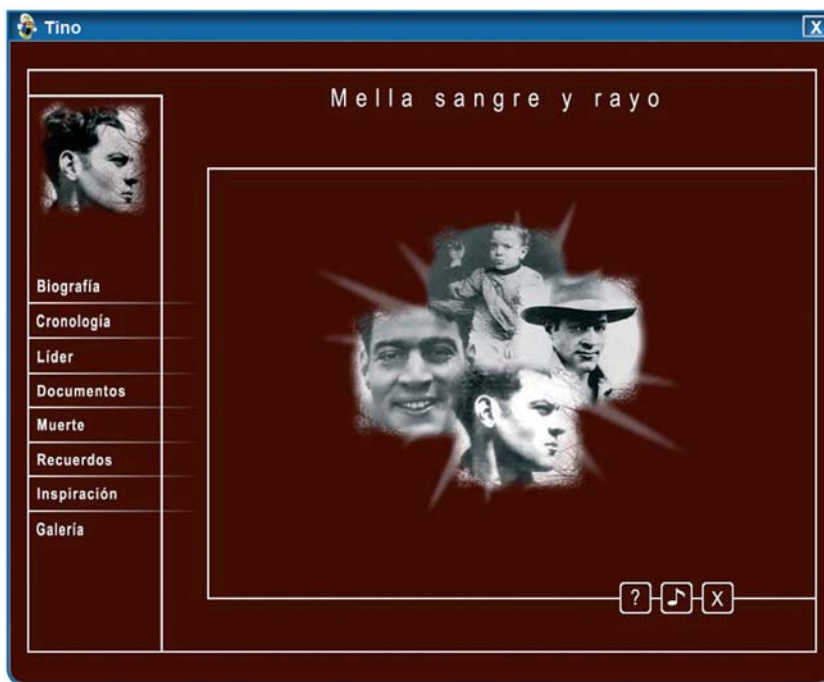 Tino
X
Mella sangre y rayo
Biografía
Cronología
Líder
Documentos
Muerte
Recuerdos
Inspiración
Galería
? X